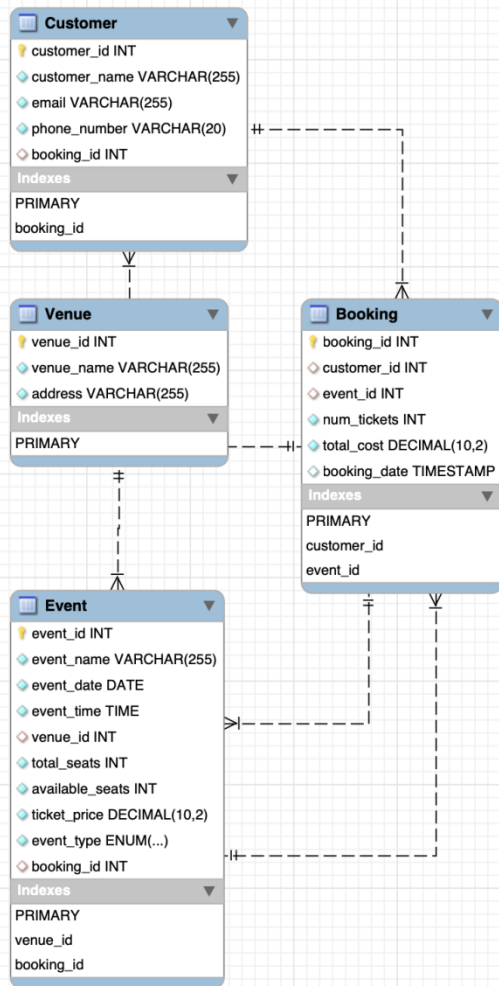 Customer
customer_id INT
customer_name VARCHAR(255)
email VARCHAR(255)
phone_number VARCHAR(20)
booking_id INT
Indexes
PRIMARY
booking_id
Venue
venue_id INT
venue_name VARCHAR(255)
address VARCHAR(255)
Indexes
PRIMARY
Booking
booking_id INT
customer_id INT
event_id INT
num_tickets INT
total_cost DECIMAL(10,2)
booking_date TIMESTAMP
Indexes
PRIMARY
customer_id
event_id
Event
event_id INT
event_name VARCHAR(255)
event_date DATE
event_time TIME
venue_id INT
total_seats INT
available_seats INT
ticket_price DECIMAL(10,2)
event_type ENUM(...)
booking_id INT
Indexes
PRIMARY
venue_id
booking_id